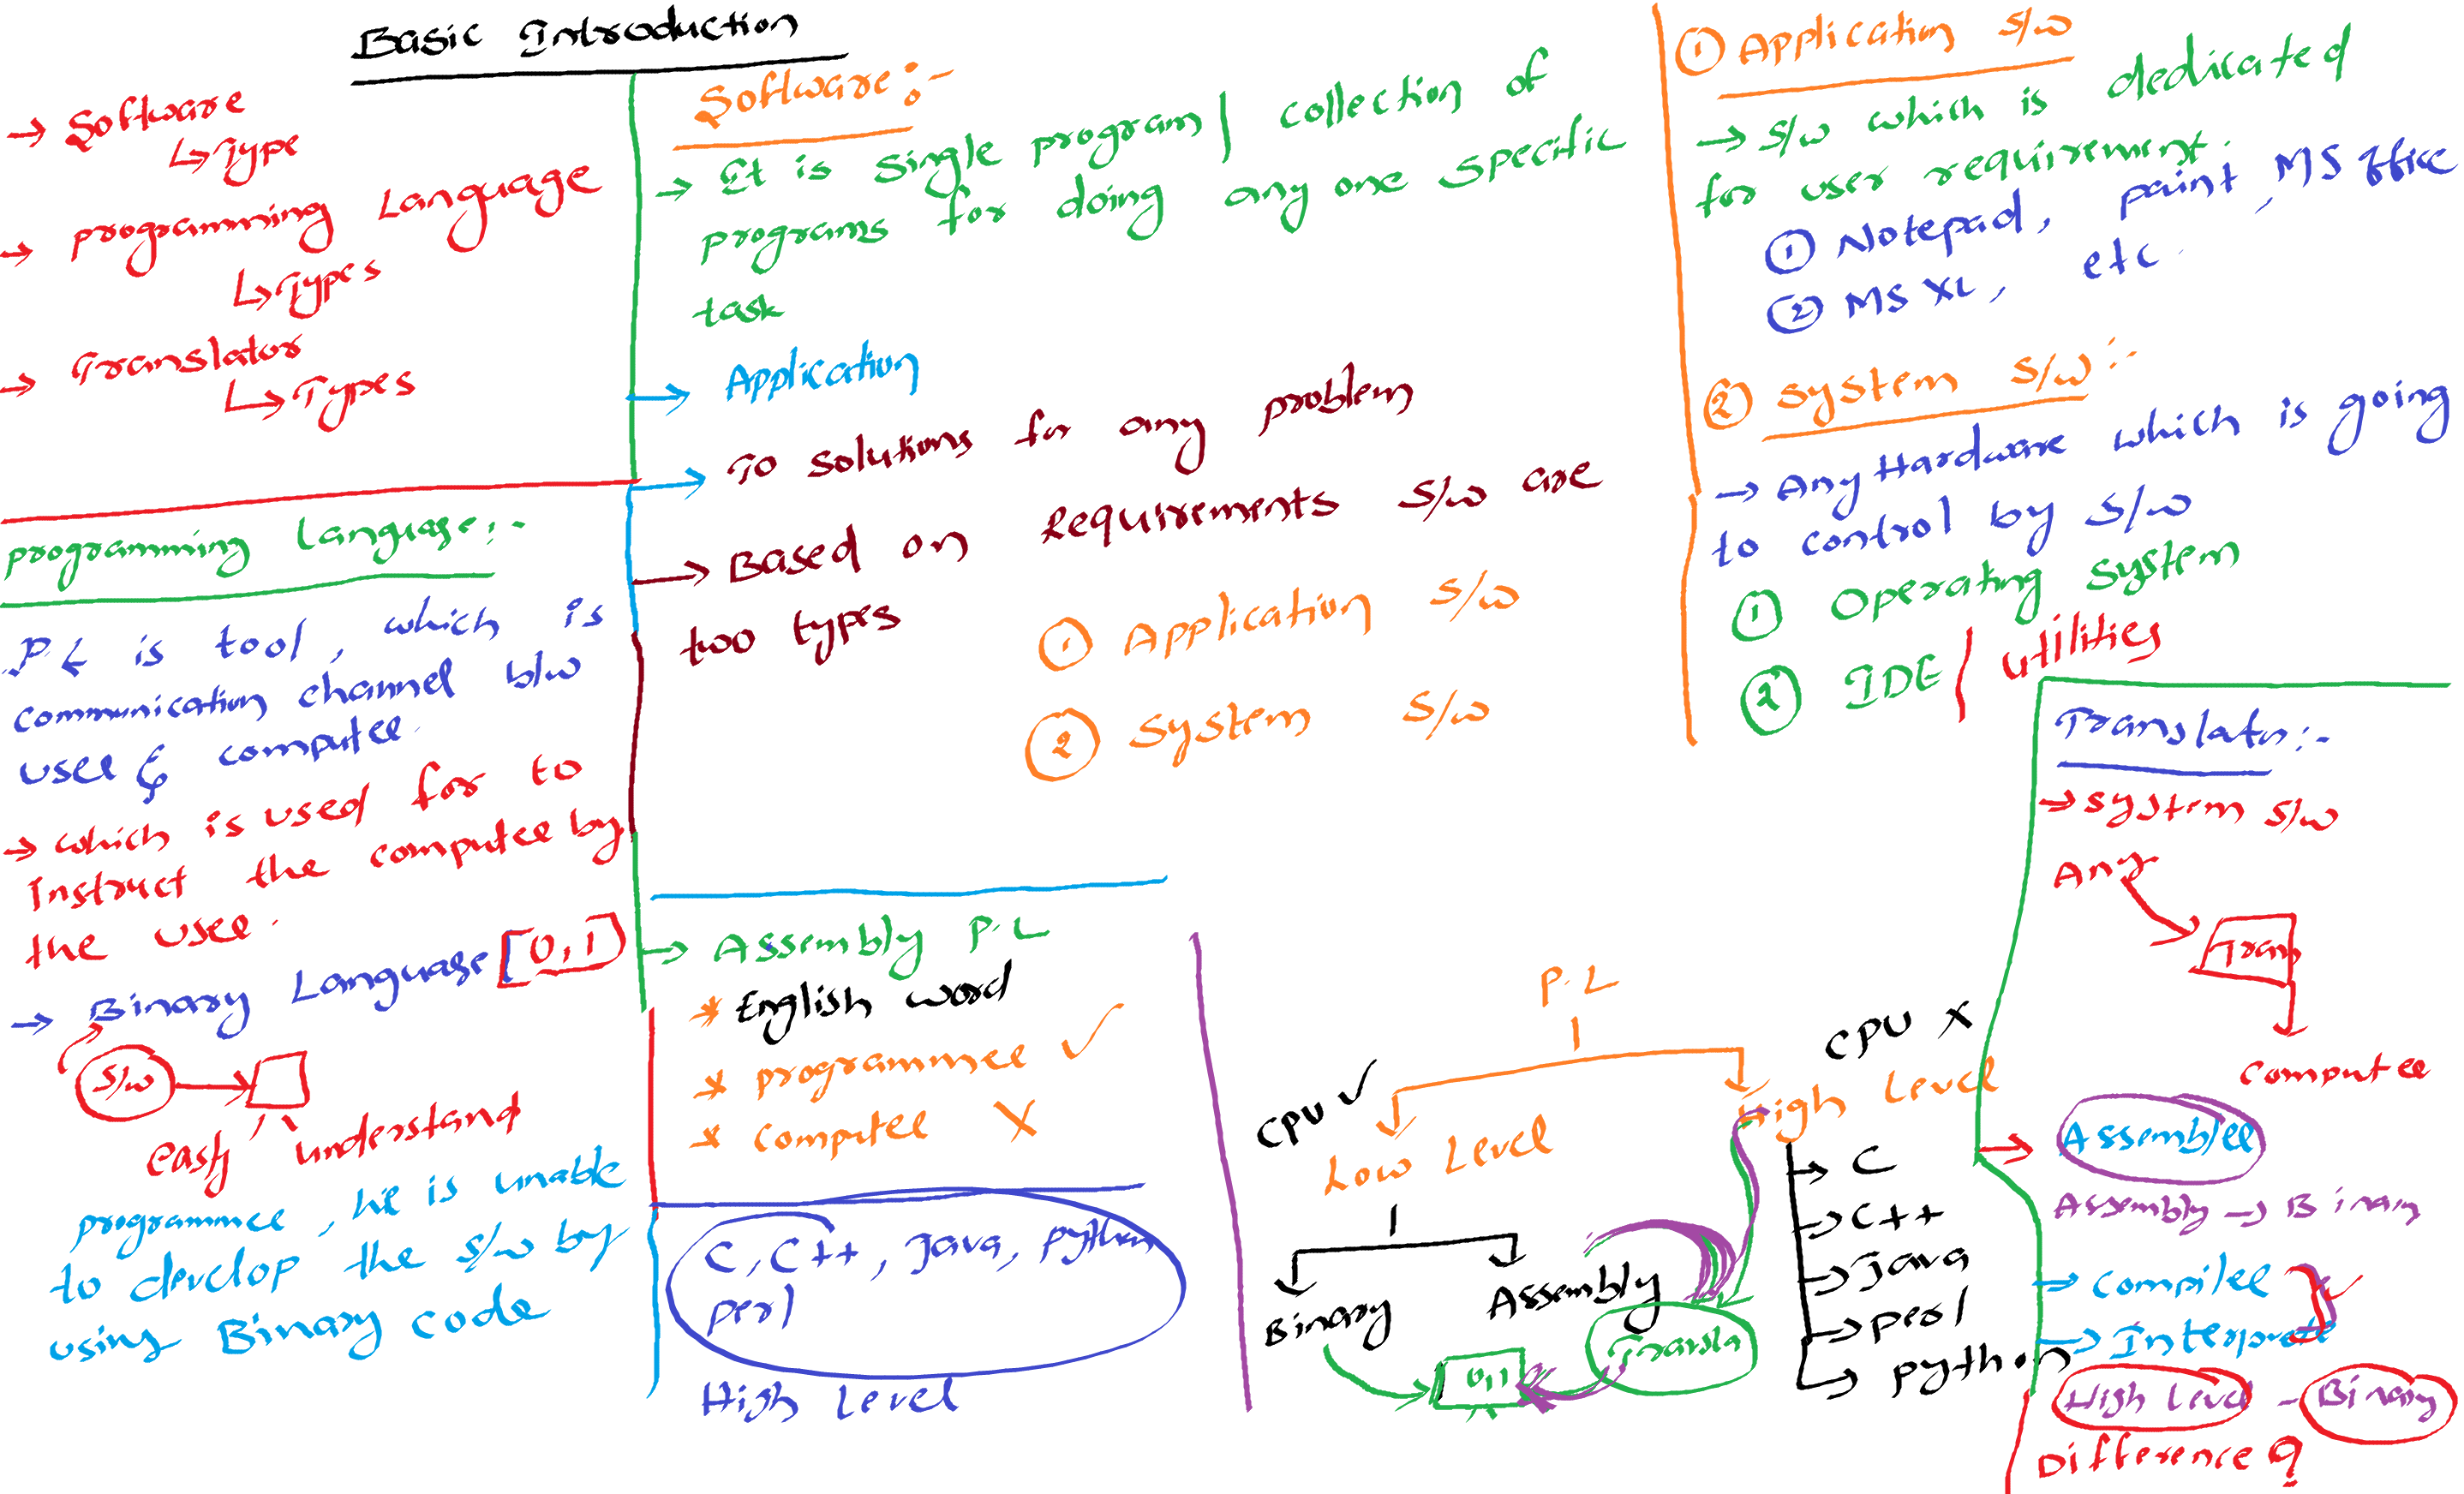 Basic Introduction
→ Software
↳ Type
→ programming Language
↳ Types
→ Translator
↳ Types
Software:-
→ It is Single program / collection of
programs for doing any one specific
task
→ Application
→ To solutions for any problem
→ Based on Requirements S/w are
two types
① Application S/w
② System S/w
① Application S/w
→ S/w which is dedicated
for user requirement.
① Notepad, paint, MS Office
② MS XL, etc.
② System S/w:-
→ Any Hardware which is going
to control by S/w
① Operating System
② IDE / Utilities
programming Language:-
P.L is tool, which is
communication channel b/w
user & computer.
→ which is used for to
Instruct the computer by
the user.
→ Binary Language [0,1]
S/w →
easy understand
programmer, he is unable
to develop the S/w by
using Binary code
→ Assembly P.L
* English word
* programmer ✓
* computer X
C, C++, Java, python
perl
High Level
P.L
CPU ✓
Low Level
CPU X
High Level
Binary
Assembly
0,1
Transla
→ C
→ C++
→ Java
→ perl
→ python
Translator:-
→ system S/w
Any
Tran
Computer
→ Assembler
Assembly → Binary
→ compiler
→ Interprete
High Level - Binary
Difference ?